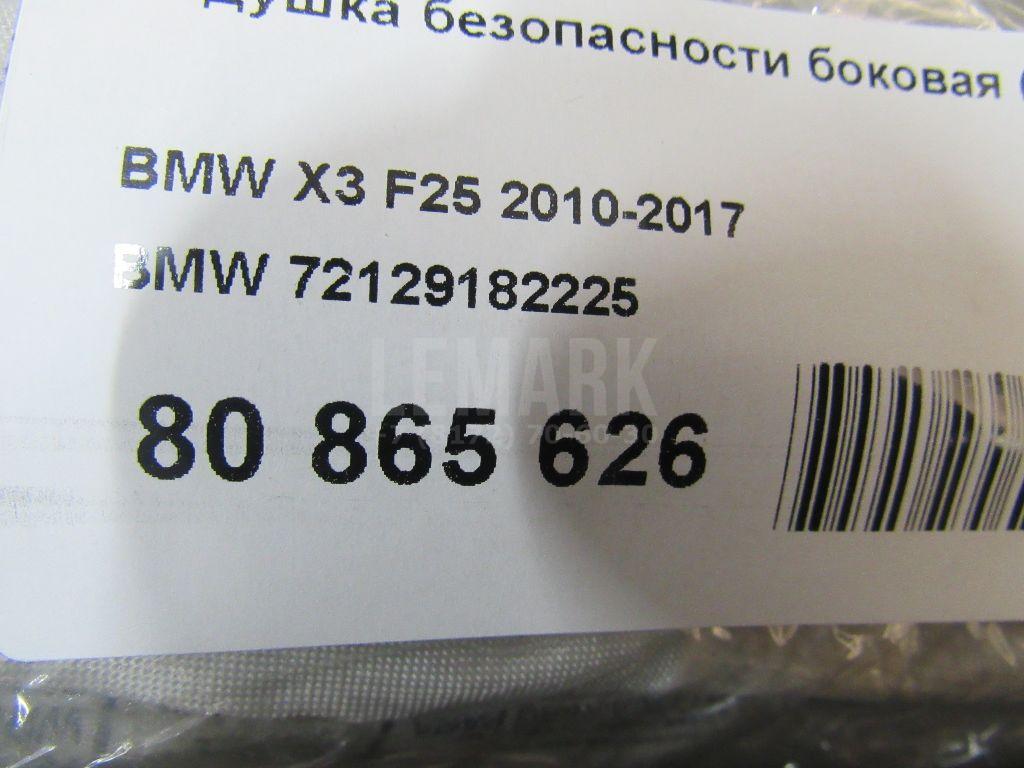 душка безопасности боковая
BMW X3 F25 2010-2017
BMW 72129182225
LEMARK
80 865 626